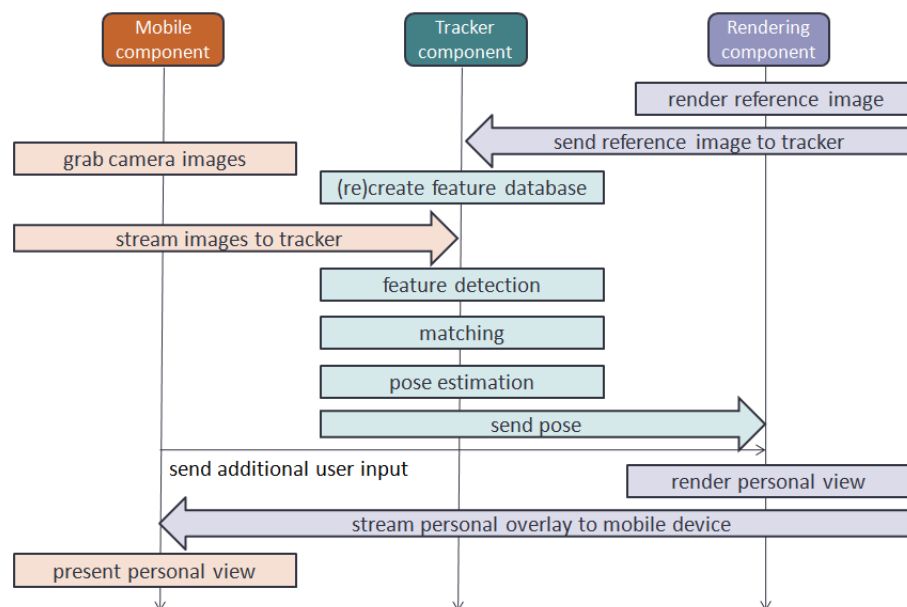 Mobile
component
Tracker
component
Rendering
component
render reference image
send reference image to tracker
grab camera images
(re)create feature database
stream images to tracker
feature detection
matching
pose estimation
send pose
send additional user input
render personal view
stream personal overlay to mobile device
present personal view